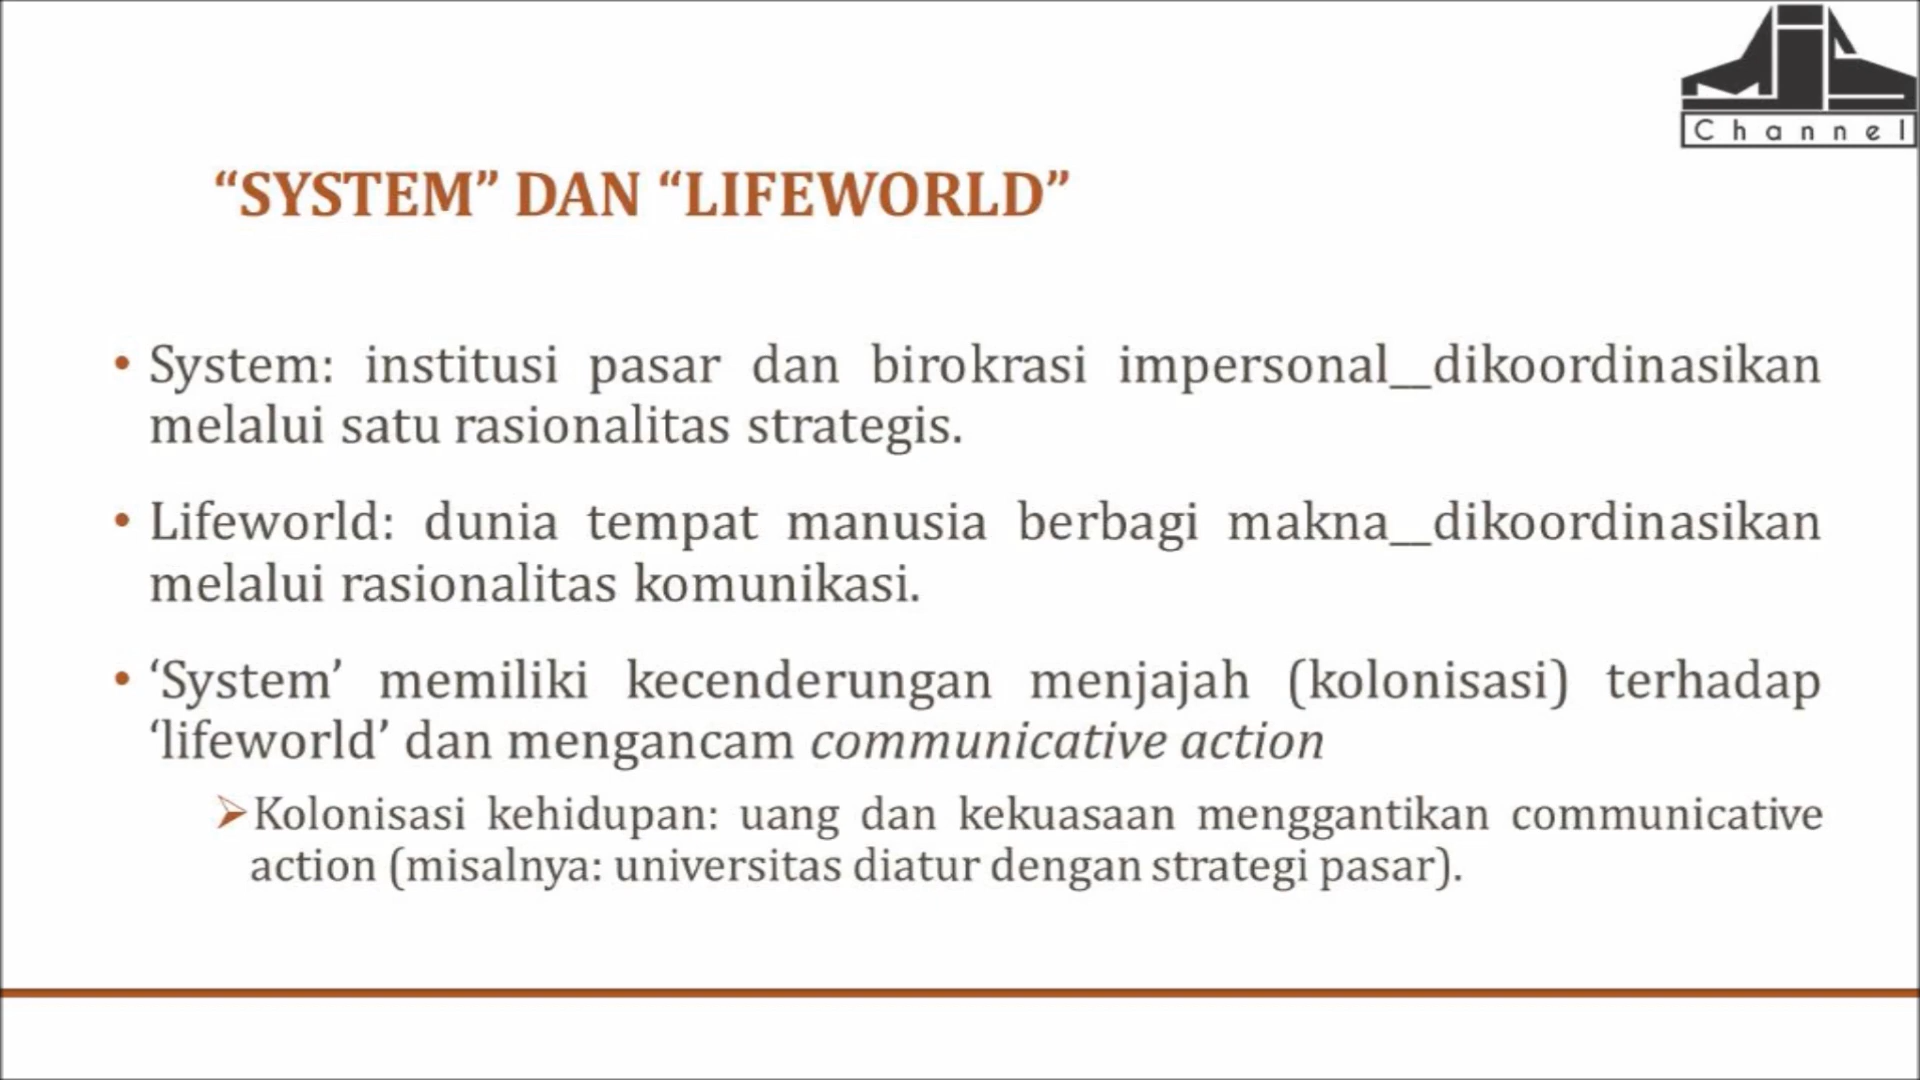 Channel
“SYSTEM” DAN “LIFEWORLD”
• System: institusi pasar dan birokrasi impersonal__dikoordinasikan
melalui satu rasionalitas strategis.
• Lifeworld: dunia tempat manusia berbagi makna__dikoordinasikan
melalui rasionalitas komunikasi.
• ‘System’ memiliki kecenderungan menjajah (kolonisasi) terhadap
‘lifeworld’ dan mengancam communicative action
➢Kolonisasi kehidupan: uang dan kekuasaan menggantikan communicative
action (misalnya: universitas diatur dengan strategi pasar).